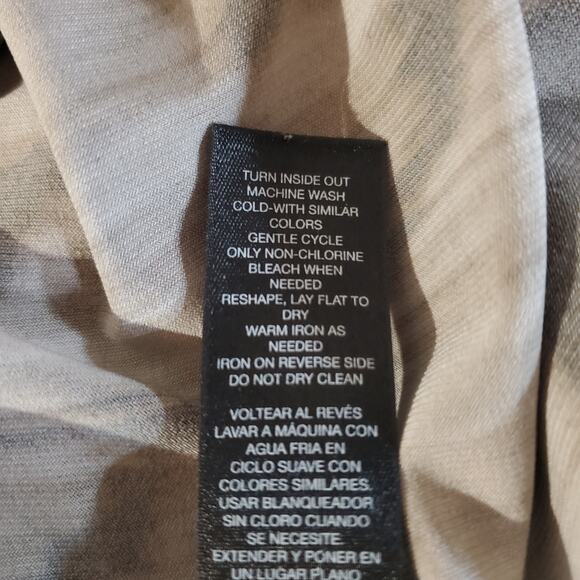 TURN INSIDE OUT
MACHINE WASH
COLD-WITH SIMILAR
COLORS
GENTLE CYCLE
ONLY NON-CHLORINE
BLEACH WHEN
NEEDED
RESHAPE, LAY FLAT TO
DRY
WARM IRON AS
NEEDED
IRON ON REVERSE SIDE
DO NOT DRY CLEAN
VOLTEAR AL REVÉS
LAVAR A MÁQUINA CON
AGUA FRIA EN
CICLO SUAVE CON
COLORES SIMILARES.
USAR BLANQUEADOR
SIN CLORO CUANDO
SE NECESITE.
EXTENDER Y PONER EN
UN LUGAR PLANO